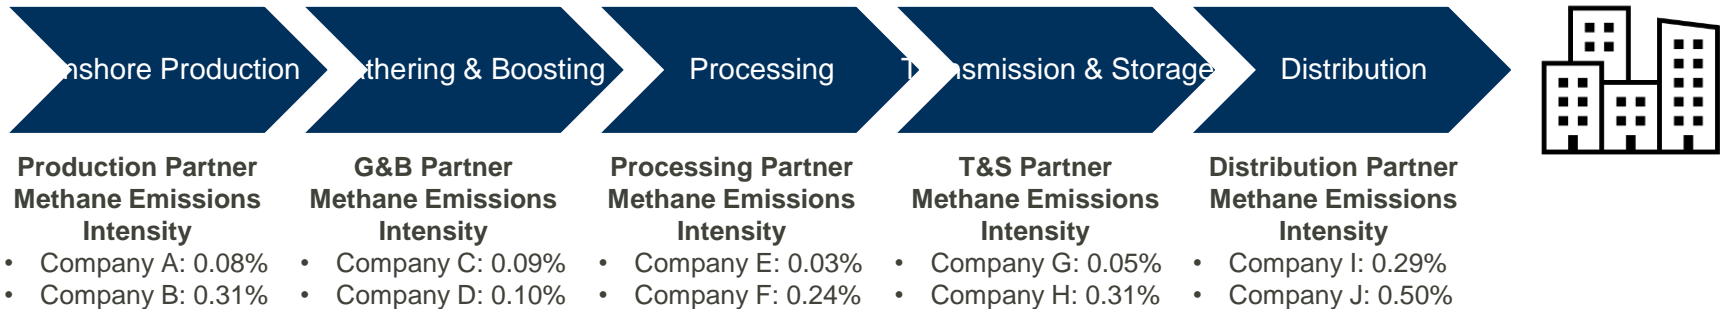 Onshore Production
Gathering & Boosting
Processing
Transmission & Storage
Distribution
Production Partner
Methane Emissions
Intensity
• Company A: 0.08%
• Company B: 0.31%
G&B Partner
Methane Emissions
Intensity
• Company C: 0.09%
• Company D: 0.10%
Processing Partner
Methane Emissions
Intensity
• Company E: 0.03%
• Company F: 0.24%
T&S Partner
Methane Emissions
Intensity
• Company G: 0.05%
• Company H: 0.31%
Distribution Partner
Methane Emissions
Intensity
• Company I: 0.29%
• Company J: 0.50%